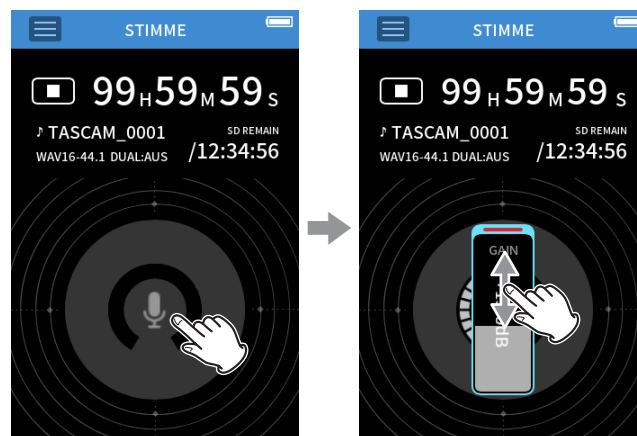 STIMME
99H59M59S
♪ TASCAM_0001
SD REMAIN
WAV16-44.1 DUAL:AUS
/12:34:56
STIMME
99H59M59S
♪ TASCAM_0001
SD REMAIN
WAV16-44.1 DUAL:AUS
/12:34:56
GAIN
dB